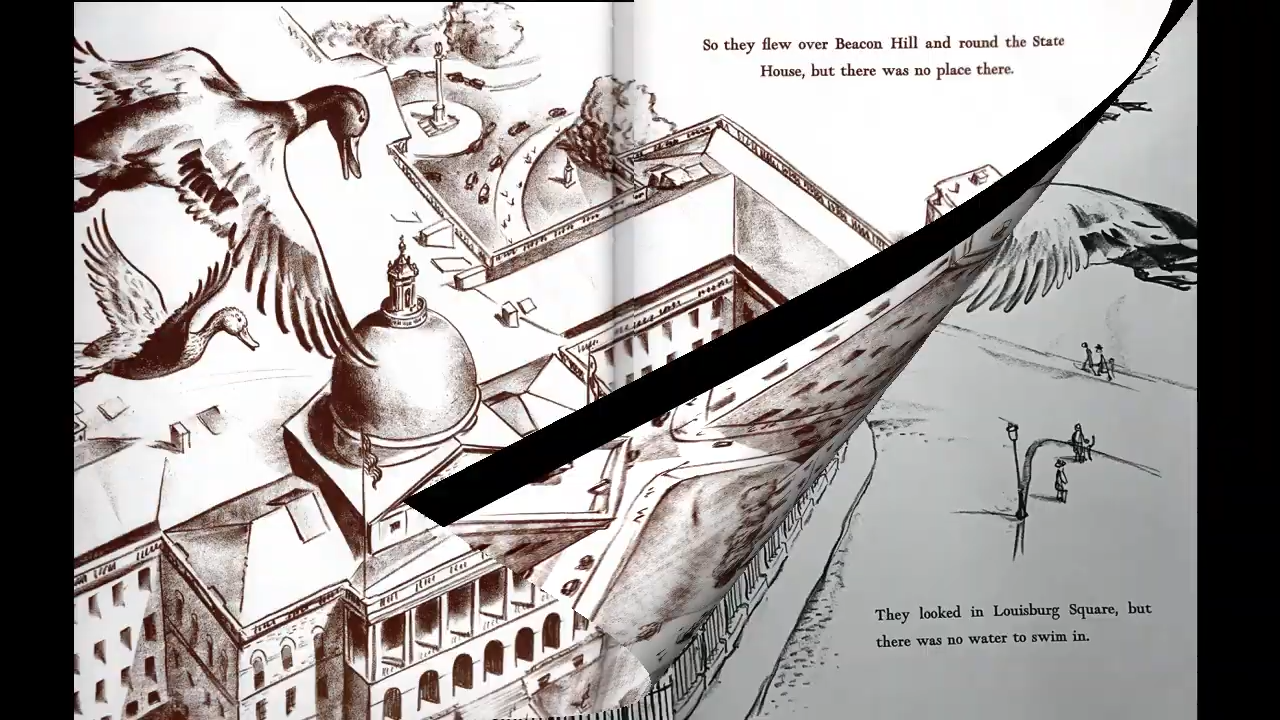 So they flew over Beacon Hill and round the State
House, but there was no place there.
They looked in Louisburg Square, but
there was no water to swim in.